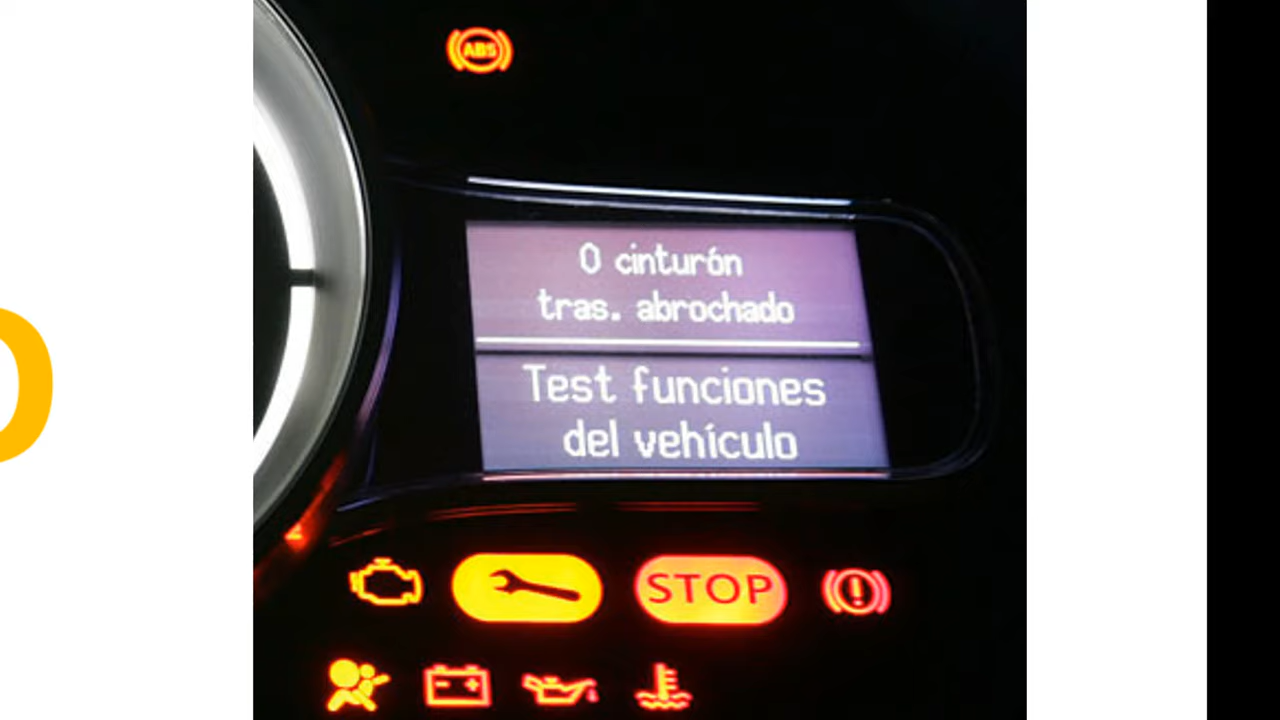 ABS
0 cinturón
tras. abrochado
Test funciones
del vehículo
STOP